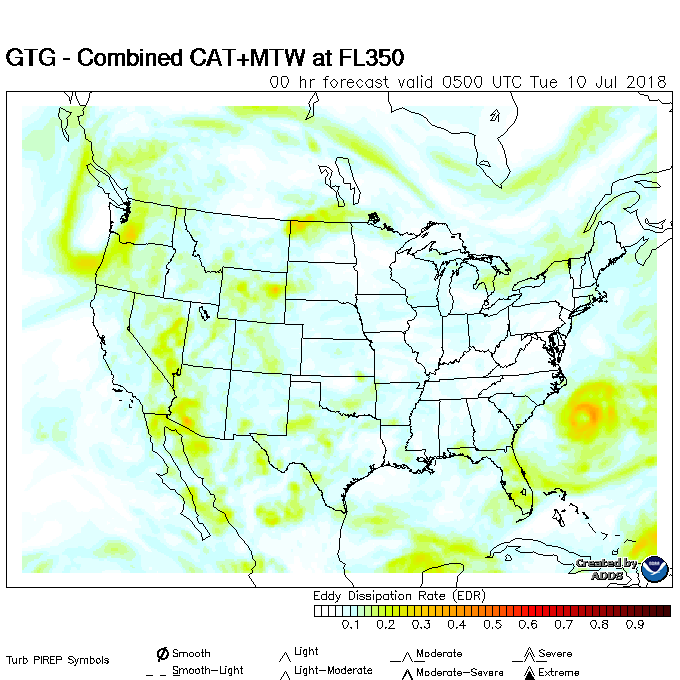 GTG - Combined CAT+MTW at FL350
00 hr forecast valid 0500 UTC Tue 10 Jul 2018
Created by
ADDS
Eddy Dissipation Rate (EDR)
0.1 0.2 0.3 0.4 0.5 0.6 0.7 0.8 0.9
Turb PIREP Symbols
Smooth
Light
Moderate
Severe
Smooth-Light
Light-Moderate
Moderate-Severe
Extreme